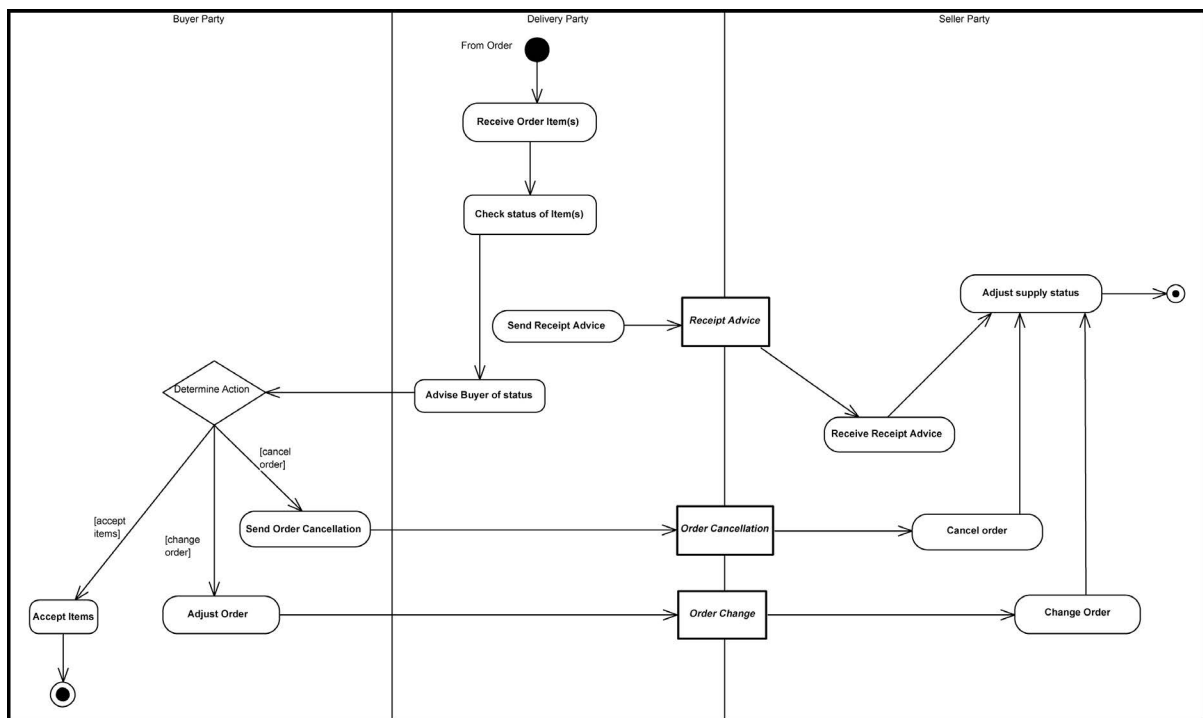 Buyer Party
Delivery Party
Seller Party
From Order
Receive Order Item(s)
Check status of Item(s)
Adjust supply status
Send Receipt Advice
Receipt Advice
Determine Action
Advise Buyer of status
Receive Receipt Advice
[cancel
order]
[accept
items]
[change
order]
Send Order Cancellation
Order Cancellation
Cancel order
Accept Items
Adjust Order
Order Change
Change Order